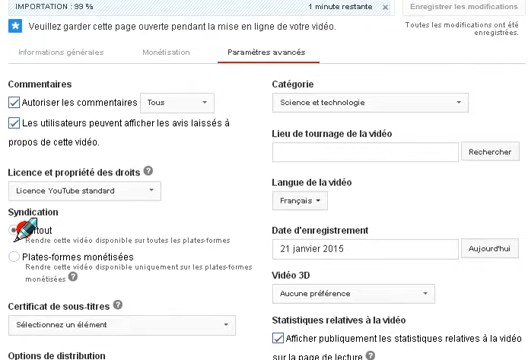 IMPORTATION : 99 %
1 minute restante
×
Enregistrer les modifications
Veuillez garder cette page ouverte pendant la mise en ligne de votre vidéo.
Toutes les modifications ont été
enregistrées.
Informations générales
Monétisation
Paramètres avancés
Commentaires
Autoriser les commentaires
Tous
Les utilisateurs peuvent afficher les avis laissés à
propos de cette vidéo.
Licence et propriété des droits ?
Licence YouTube standard
Syndication
tout
Rendre cette vidéo disponible sur toutes les plates-formes
Plates-formes monétisées
Rendre cette vidéo disponible uniquement sur les plates-formes
monétisées ?
Certificat de sous-titres ?
Sélectionnez un élément
Options de distribution
Catégorie
Science et technologie
Lieu de tournage de la vidéo
Rechercher
Langue de la vidéo
Français
Date d'enregistrement
21 janvier 2015
Aujourd'hui
Vidéo 3D
Aucune préférence
Statistiques relatives à la vidéo
Afficher publiquement les statistiques relatives à la vidéo
sur la page de lecture ?